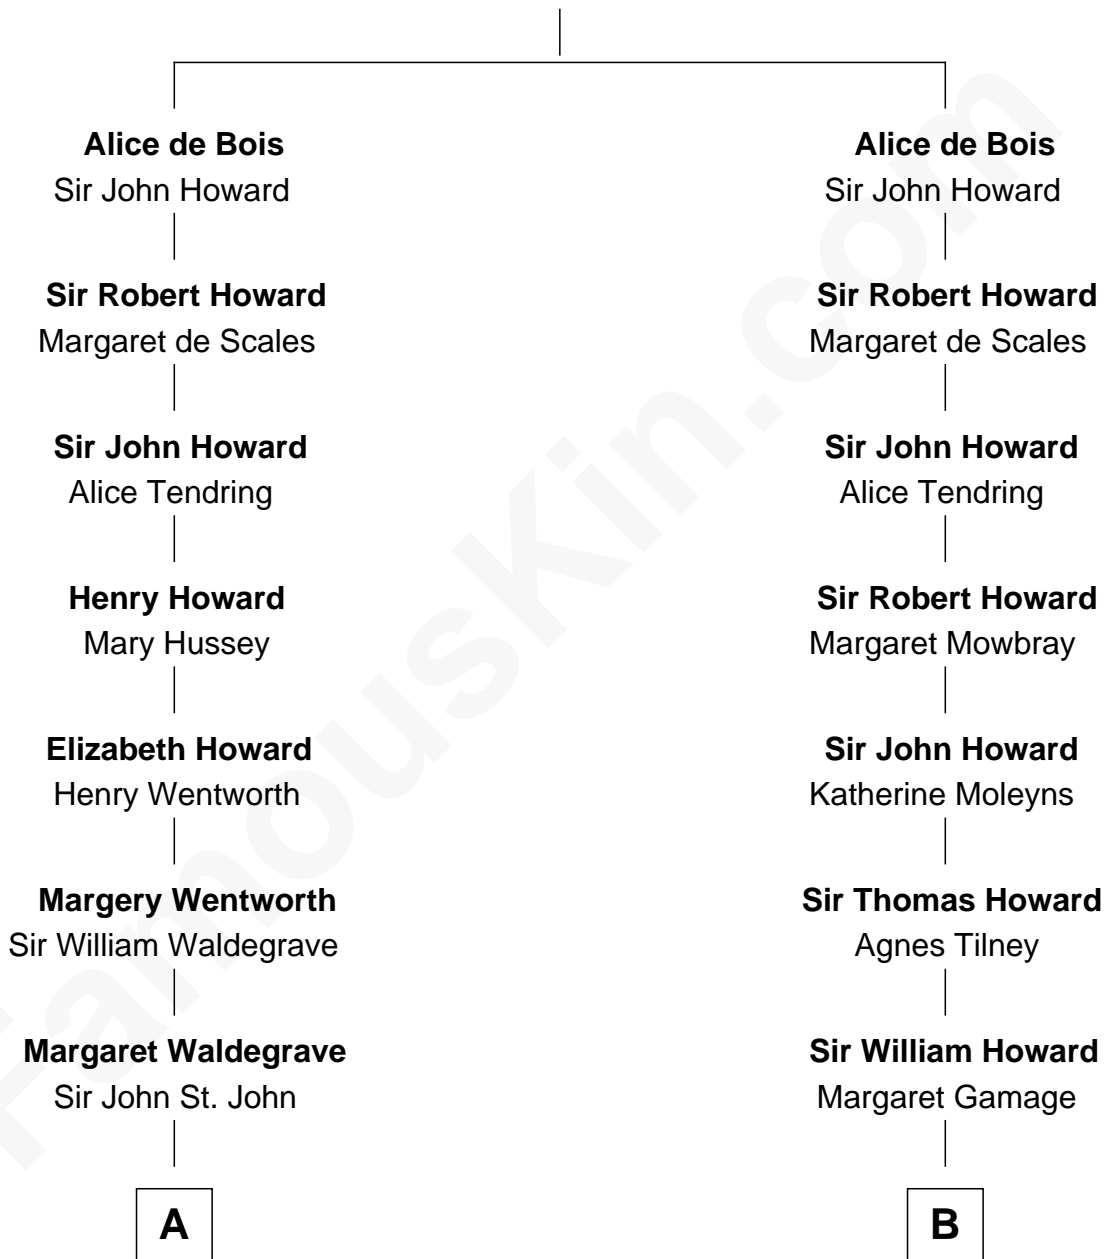 Alice de Bois
Sir John Howard
Sir Robert Howard
Margaret de Scales
Sir John Howard
Alice Tendring
Henry Howard
Mary Hussey
Elizabeth Howard
Henry Wentworth
Margery Wentworth
Sir William Waldegrave
Margaret Waldegrave
Sir John St. John
A
Alice de Bois
Sir John Howard
Sir Robert Howard
Margaret de Scales
Sir John Howard
Alice Tendring
Sir Robert Howard
Margaret Mowbray
Sir John Howard
Katherine Moleyns
Sir Thomas Howard
Agnes Tilney
Sir William Howard
Margaret Gamage
B
FamousKin.com